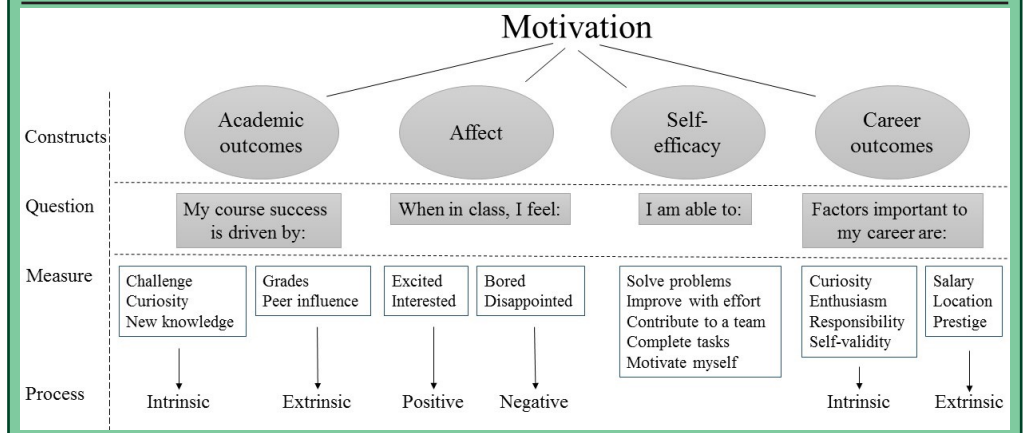 Motivation
Constructs
Academic
outcomes
Affect
Self-
efficacy
Career
outcomes
Question
My course success
is driven by:
When in class, I feel:
I am able to:
Factors important to
my career are:
Measure
Challenge
Curiosity
New knowledge
Grades
Peer influence
Excited
Interested
Bored
Disappointed
Solve problems
Improve with effort
Contribute to a team
Complete tasks
Motivate myself
Curiosity
Enthusiasm
Responsibility
Self-validity
Salary
Location
Prestige
Process
Intrinsic
Extrinsic
Positive
Negative
Intrinsic
Extrinsic